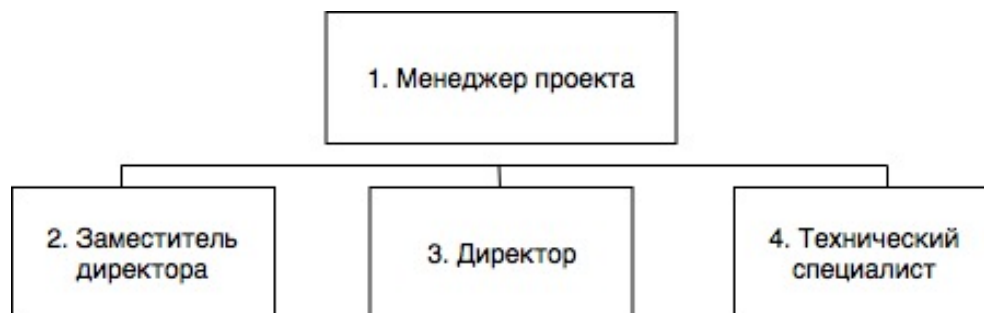 1. Менеджер проекта
2. Заместитель
директора
3. Директор
4. Технический
специалист